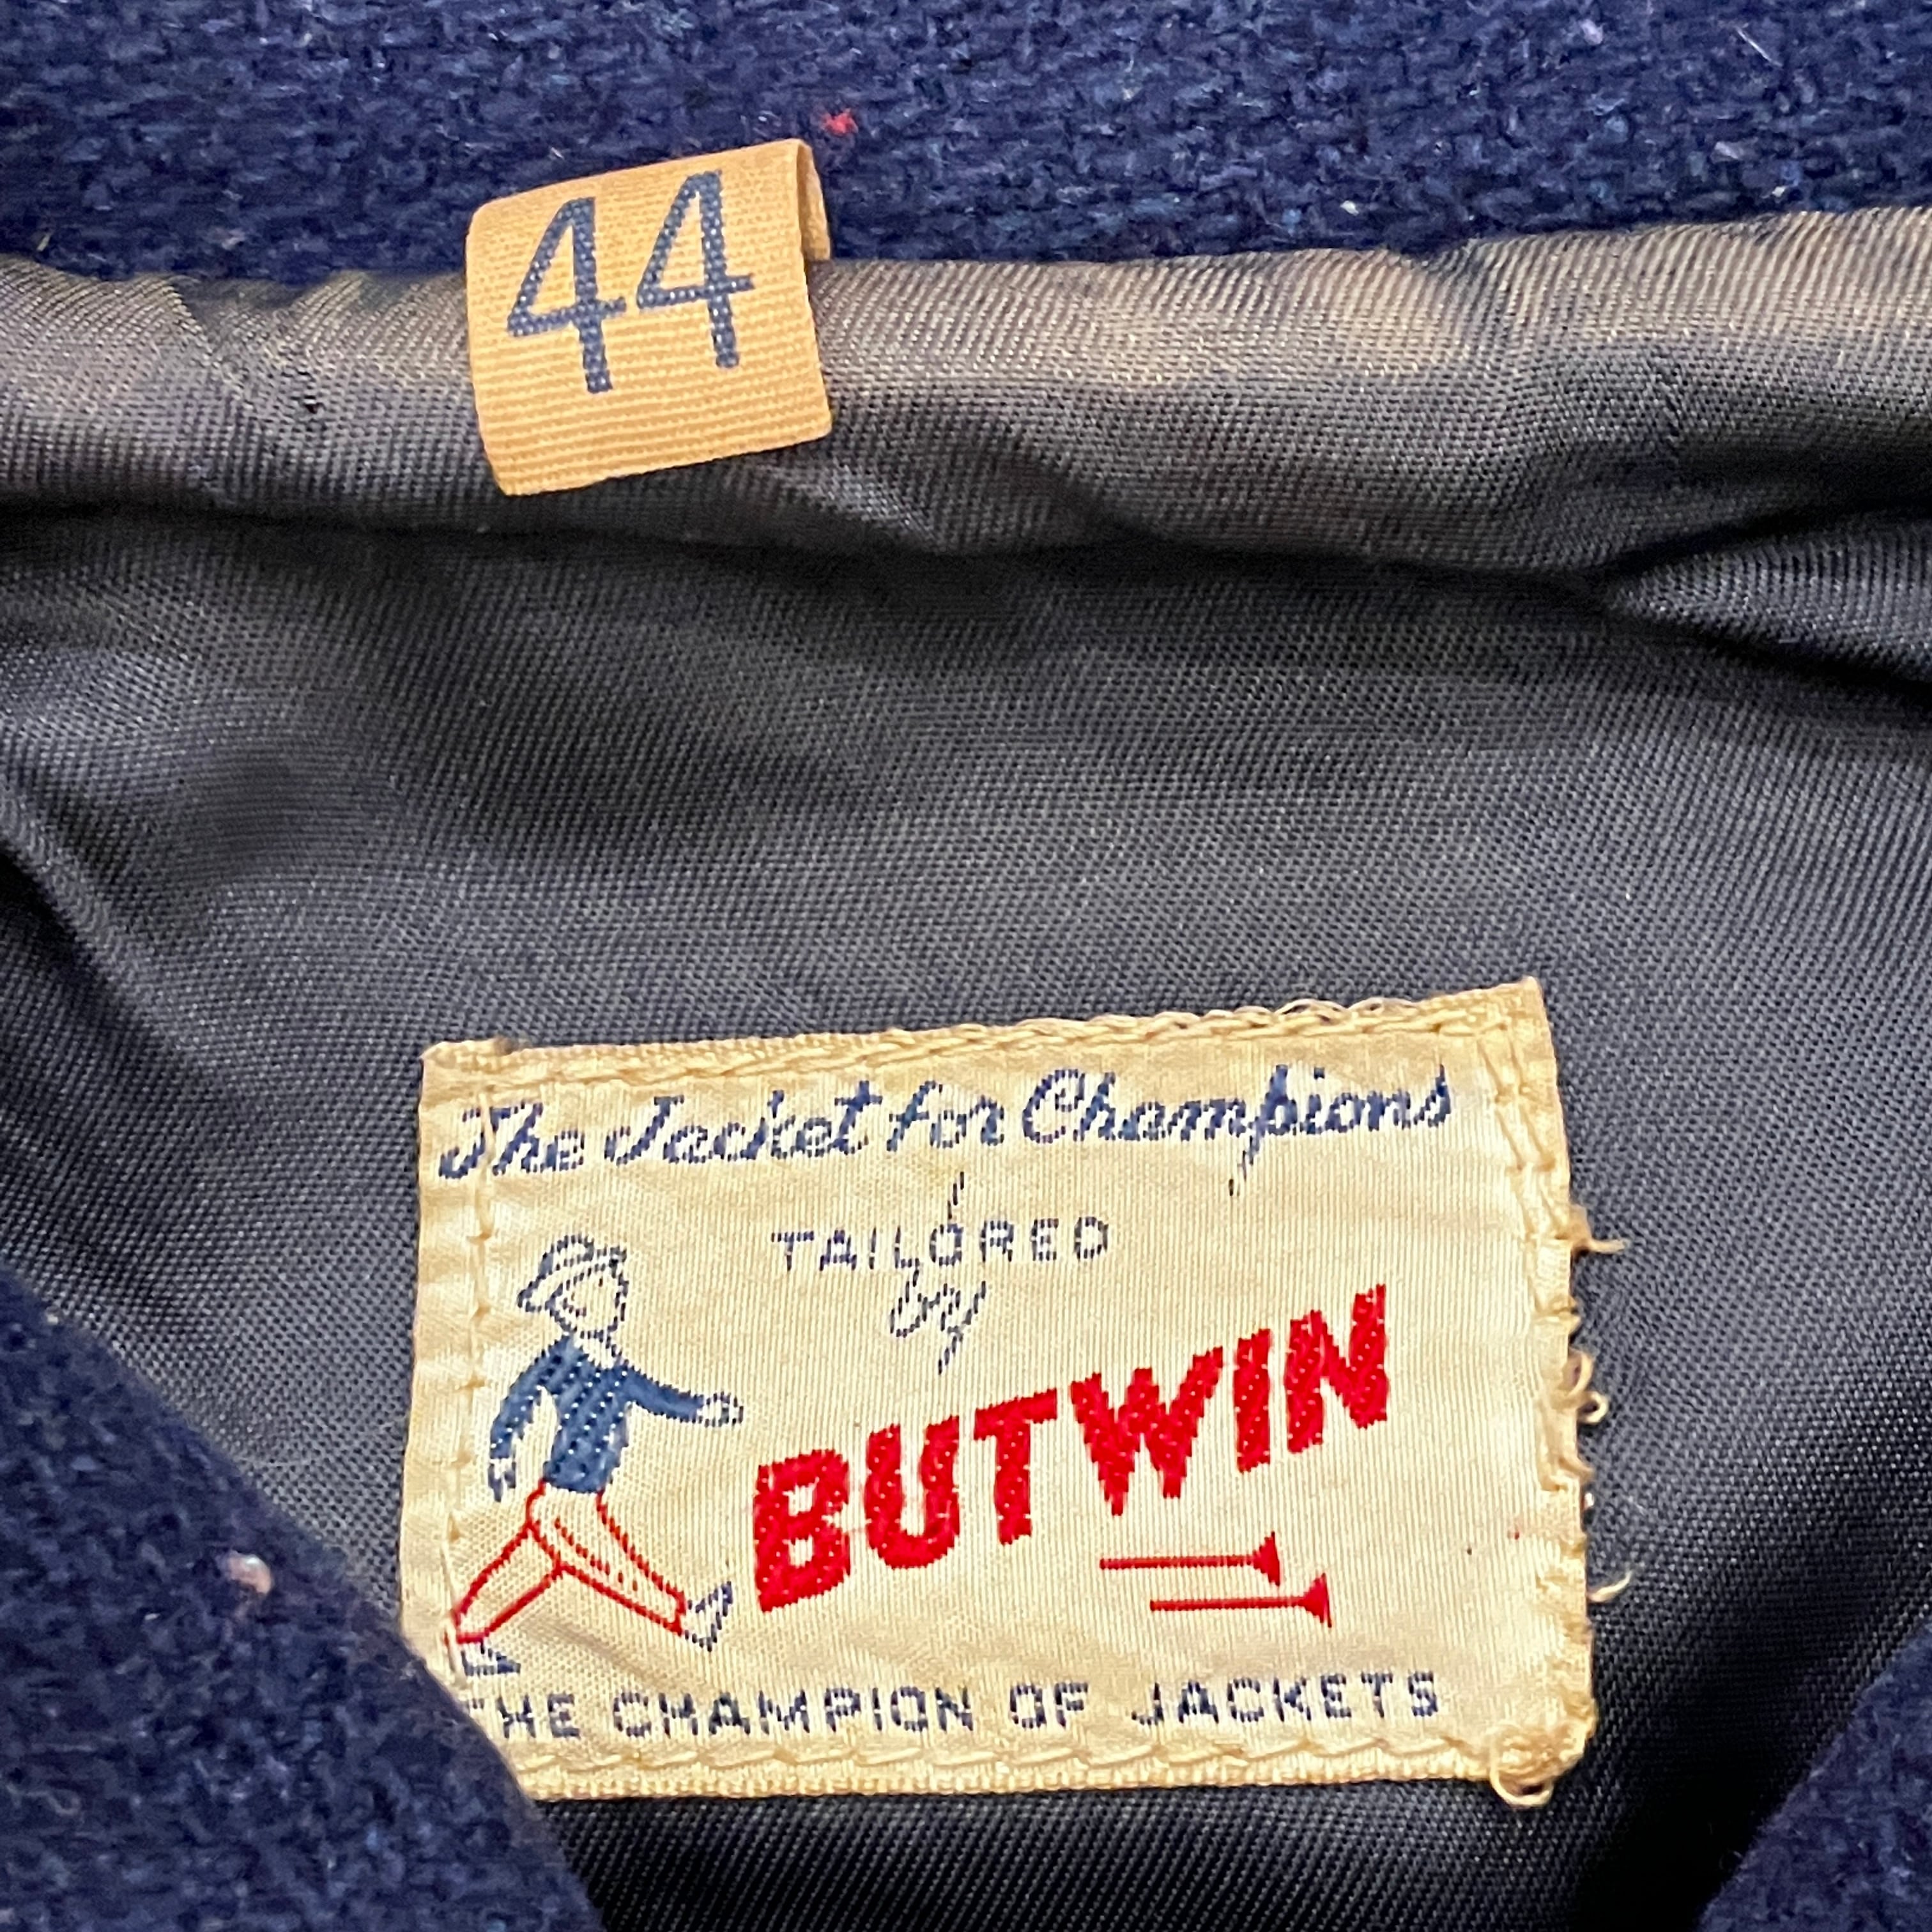 44
The Jacket for Champions
TAILORED
by
BUTWIN
THE CHAMPION OF JACKETS